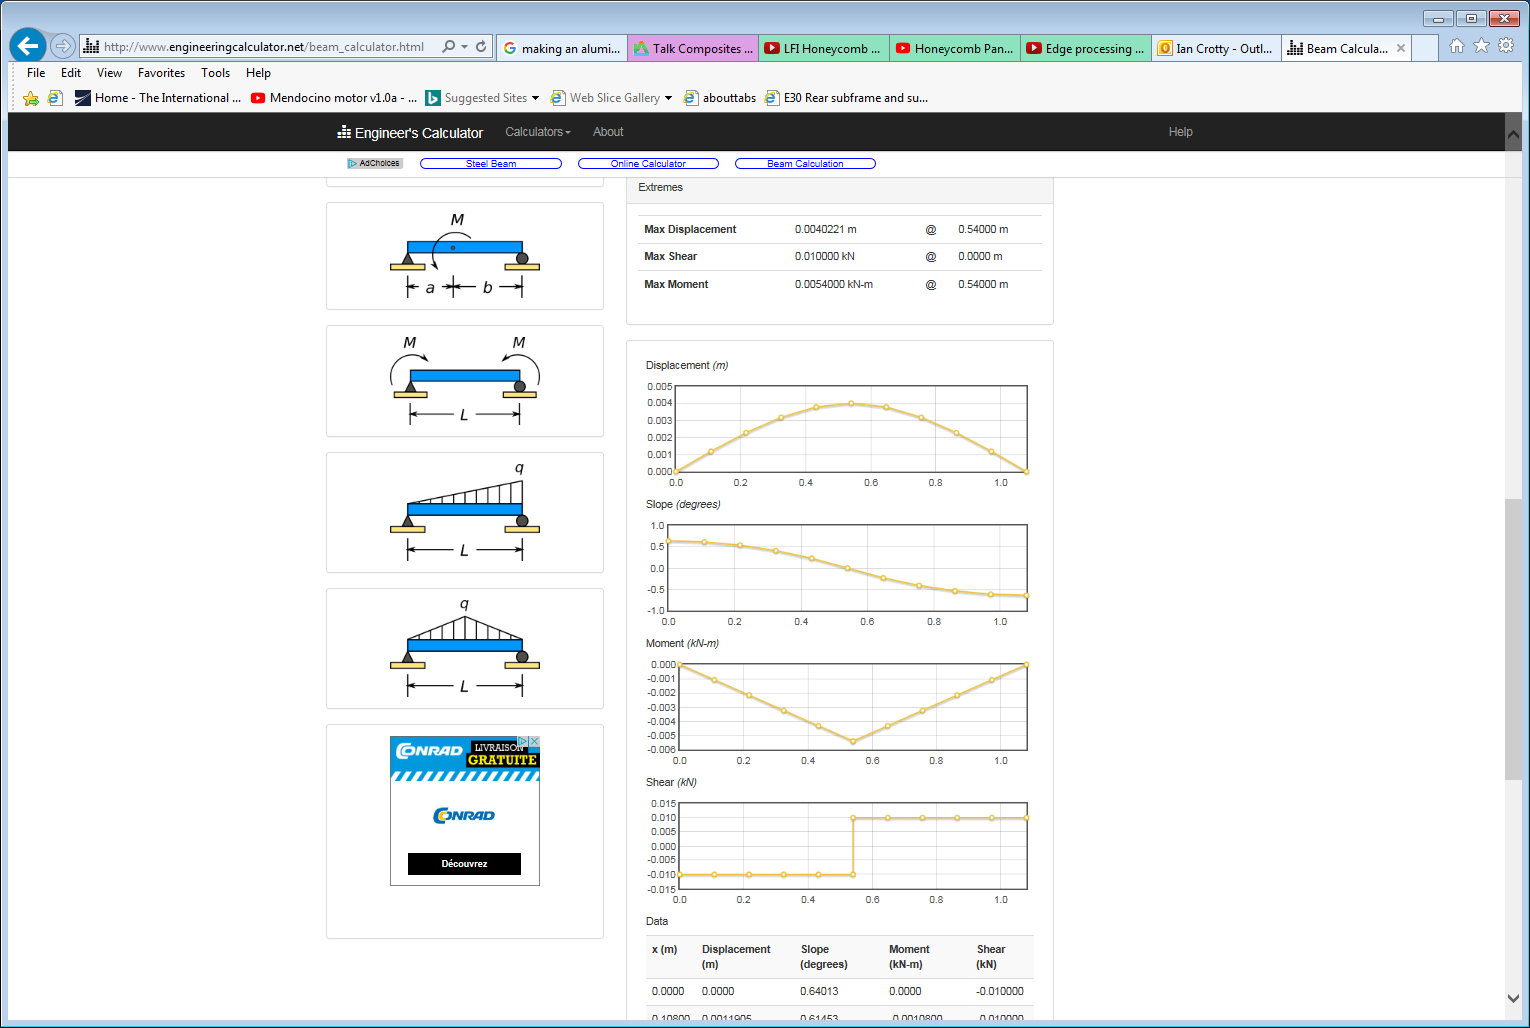 http://www.engineeringcalculator.net/beam_calculator.html
making an alumi...
Talk Composites ...
LFI Honeycomb ...
Honeycomb Pan...
Edge processing ...
Ian Crotty - Outl...
Beam Calcula...
File Edit View Favorites Tools Help
Home - The International ...
Mendocino motor v1.0a - ...
Suggested Sites
Web Slice Gallery
abouttabs
E30 Rear subframe and su...
Engineer's Calculator Calculators About Help
AdChoices Steel Beam Online Calculator Beam Calculation
M
a b
M M
L
q
L
q
L
CONRAD LIVRAISON
GRATUITE
CONRAD
Découvrez
Extremes
Max Displacement 0.0040221 m @ 0.54000 m
Max Shear 0.010000 kN @ 0.0000 m
Max Moment 0.0054000 kN-m @ 0.54000 m
Displacement (m)
0.005
0.004
0.003
0.002
0.001
0.000
0.0 0.2 0.4 0.6 0.8 1.0
Slope (degrees)
1.0
0.5
0.0
-0.5
-1.0
0.0 0.2 0.4 0.6 0.8 1.0
Moment (kN-m)
0.000
-0.001
-0.002
-0.003
-0.004
-0.005
-0.006
0.0 0.2 0.4 0.6 0.8 1.0
Shear (kN)
0.015
0.010
0.005
0.000
-0.005
-0.010
-0.015
0.0 0.2 0.4 0.6 0.8 1.0
Data
x (m) Displacement Slope Moment Shear
(m) (degrees) (kN-m) (kN)
0.0000 0.0000 0.64013 0.0000 -0.010000
0.10800 0.0011905 0.61453 -0.0010800 -0.010000